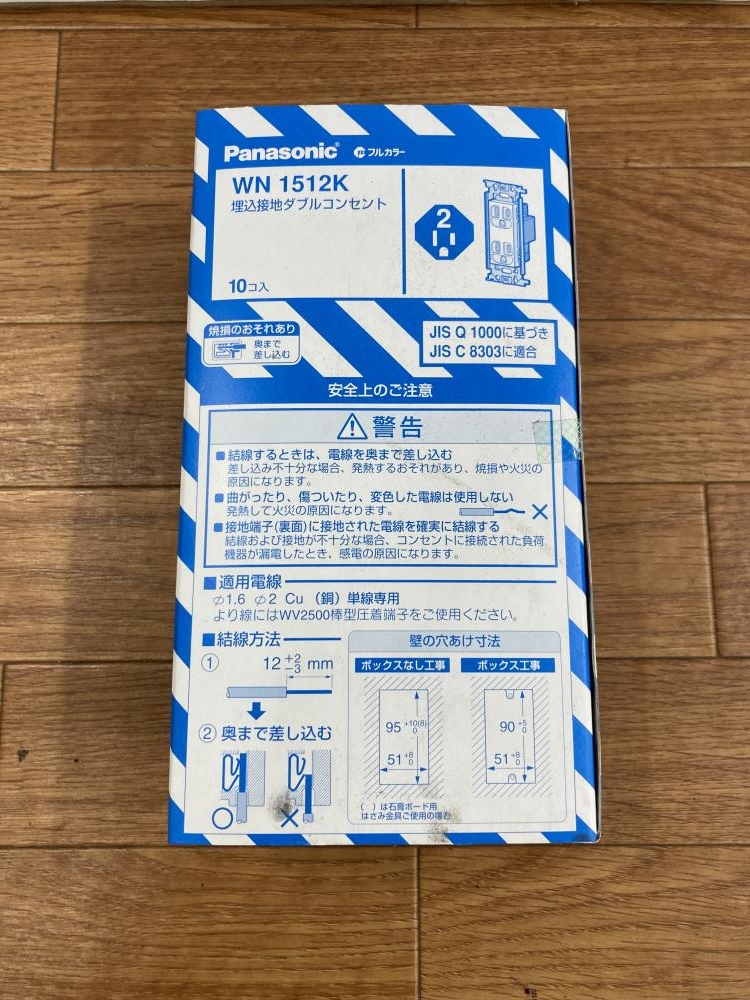 Panasonic® フルカラー
WN 1512K
埋込接地ダブルコンセント
2
10コ入
焼損のおそれあり
奥まで
差し込む
JIS Q 1000に基づき
JIS C 8303に適合
安全上のご注意
警告
■結線するときは、電線を奥まで差し込む
差し込み不十分な場合、発熱するおそれがあり、焼損や火災の
原因になります。
■曲がったり、傷ついたり、変色した電線は使用しない
発熱して火災の原因になります。
■接地端子(裏面)に接地された電線を確実に結線する
結線および接地が不十分な場合、コンセントに接続された負荷
機器が漏電したとき、感電の原因になります。
■適用電線
φ1.6 φ2 Cu (銅) 単線専用
より線にはWV2500棒型圧着端子をご使用ください。
■結線方法
① 12 +2 -3 mm
② 奥まで差し込む
壁の穴あけ寸法
ボックスなし工事
95 +10(8) 0
51 +8 0
ボックス工事
90 +5 0
51 +8 0
( )は石膏ボード用
はさみ金具ご使用の場合